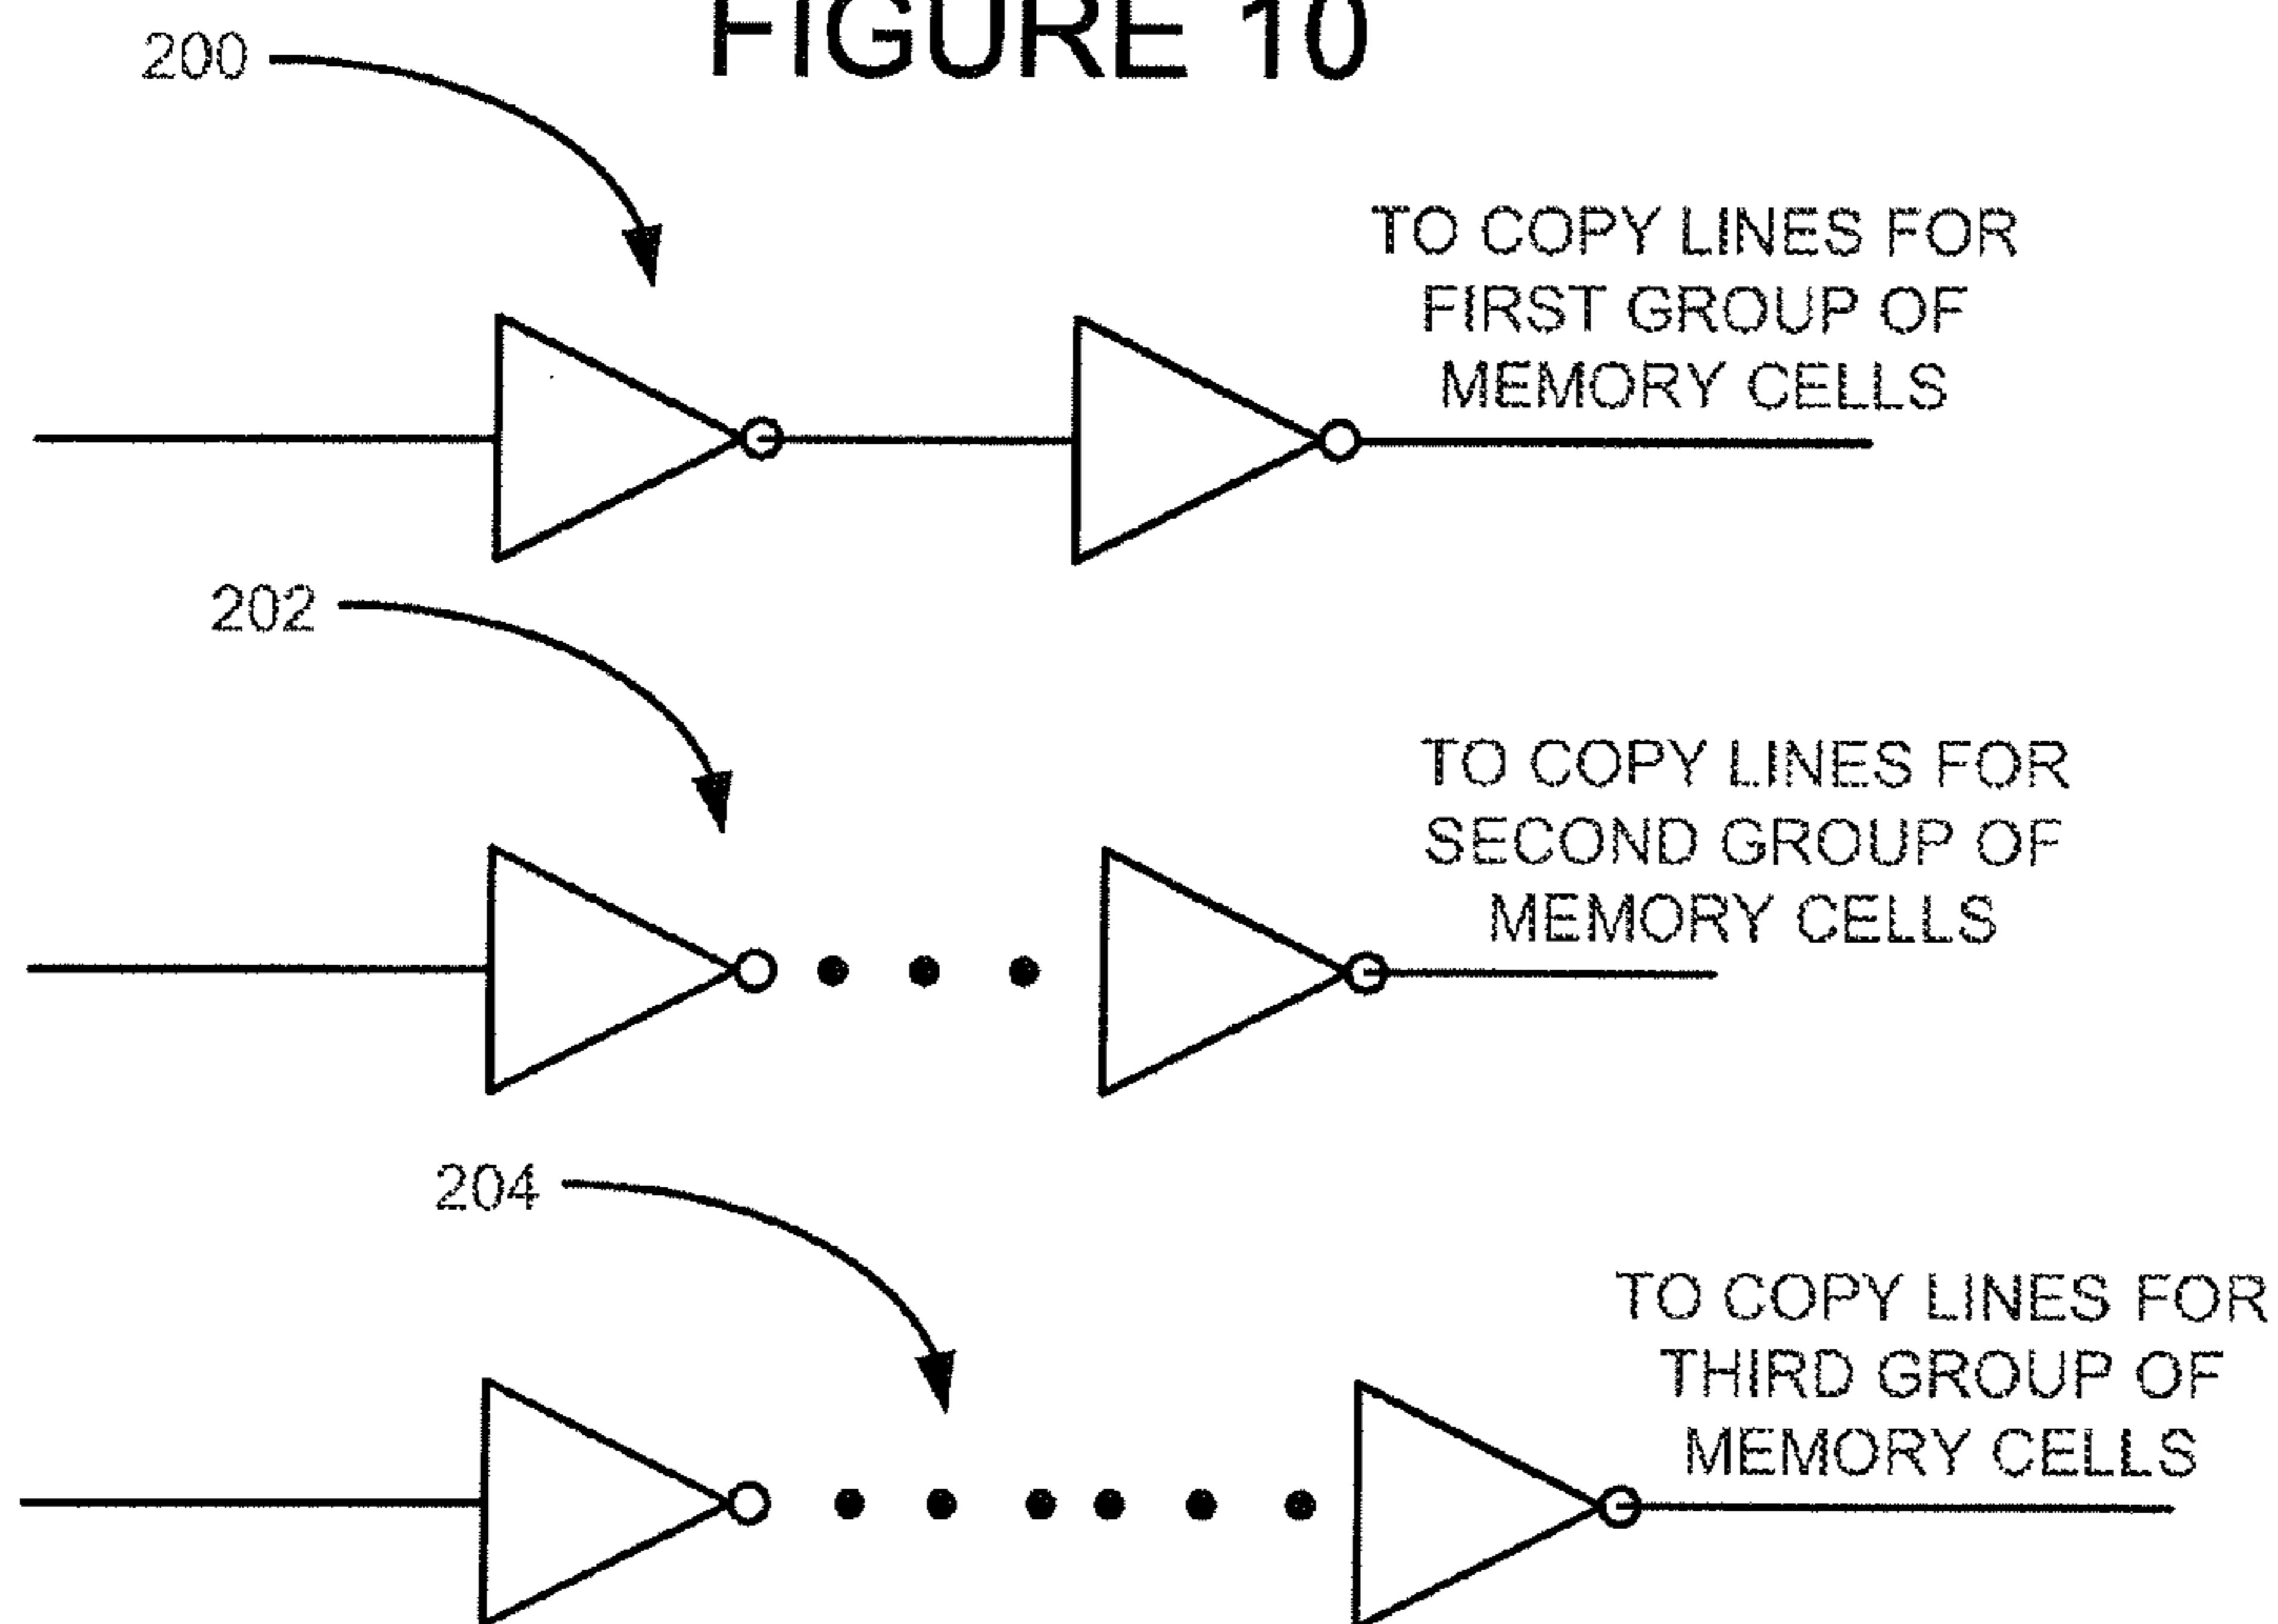 FIGURE 10
200
TO COPY LINES FOR
FIRST GROUP OF
MEMORY CELLS
202
TO COPY LINES FOR
SECOND GROUP OF
MEMORY CELLS
204
TO COPY LINES FOR
THIRD GROUP OF
MEMORY CELLS